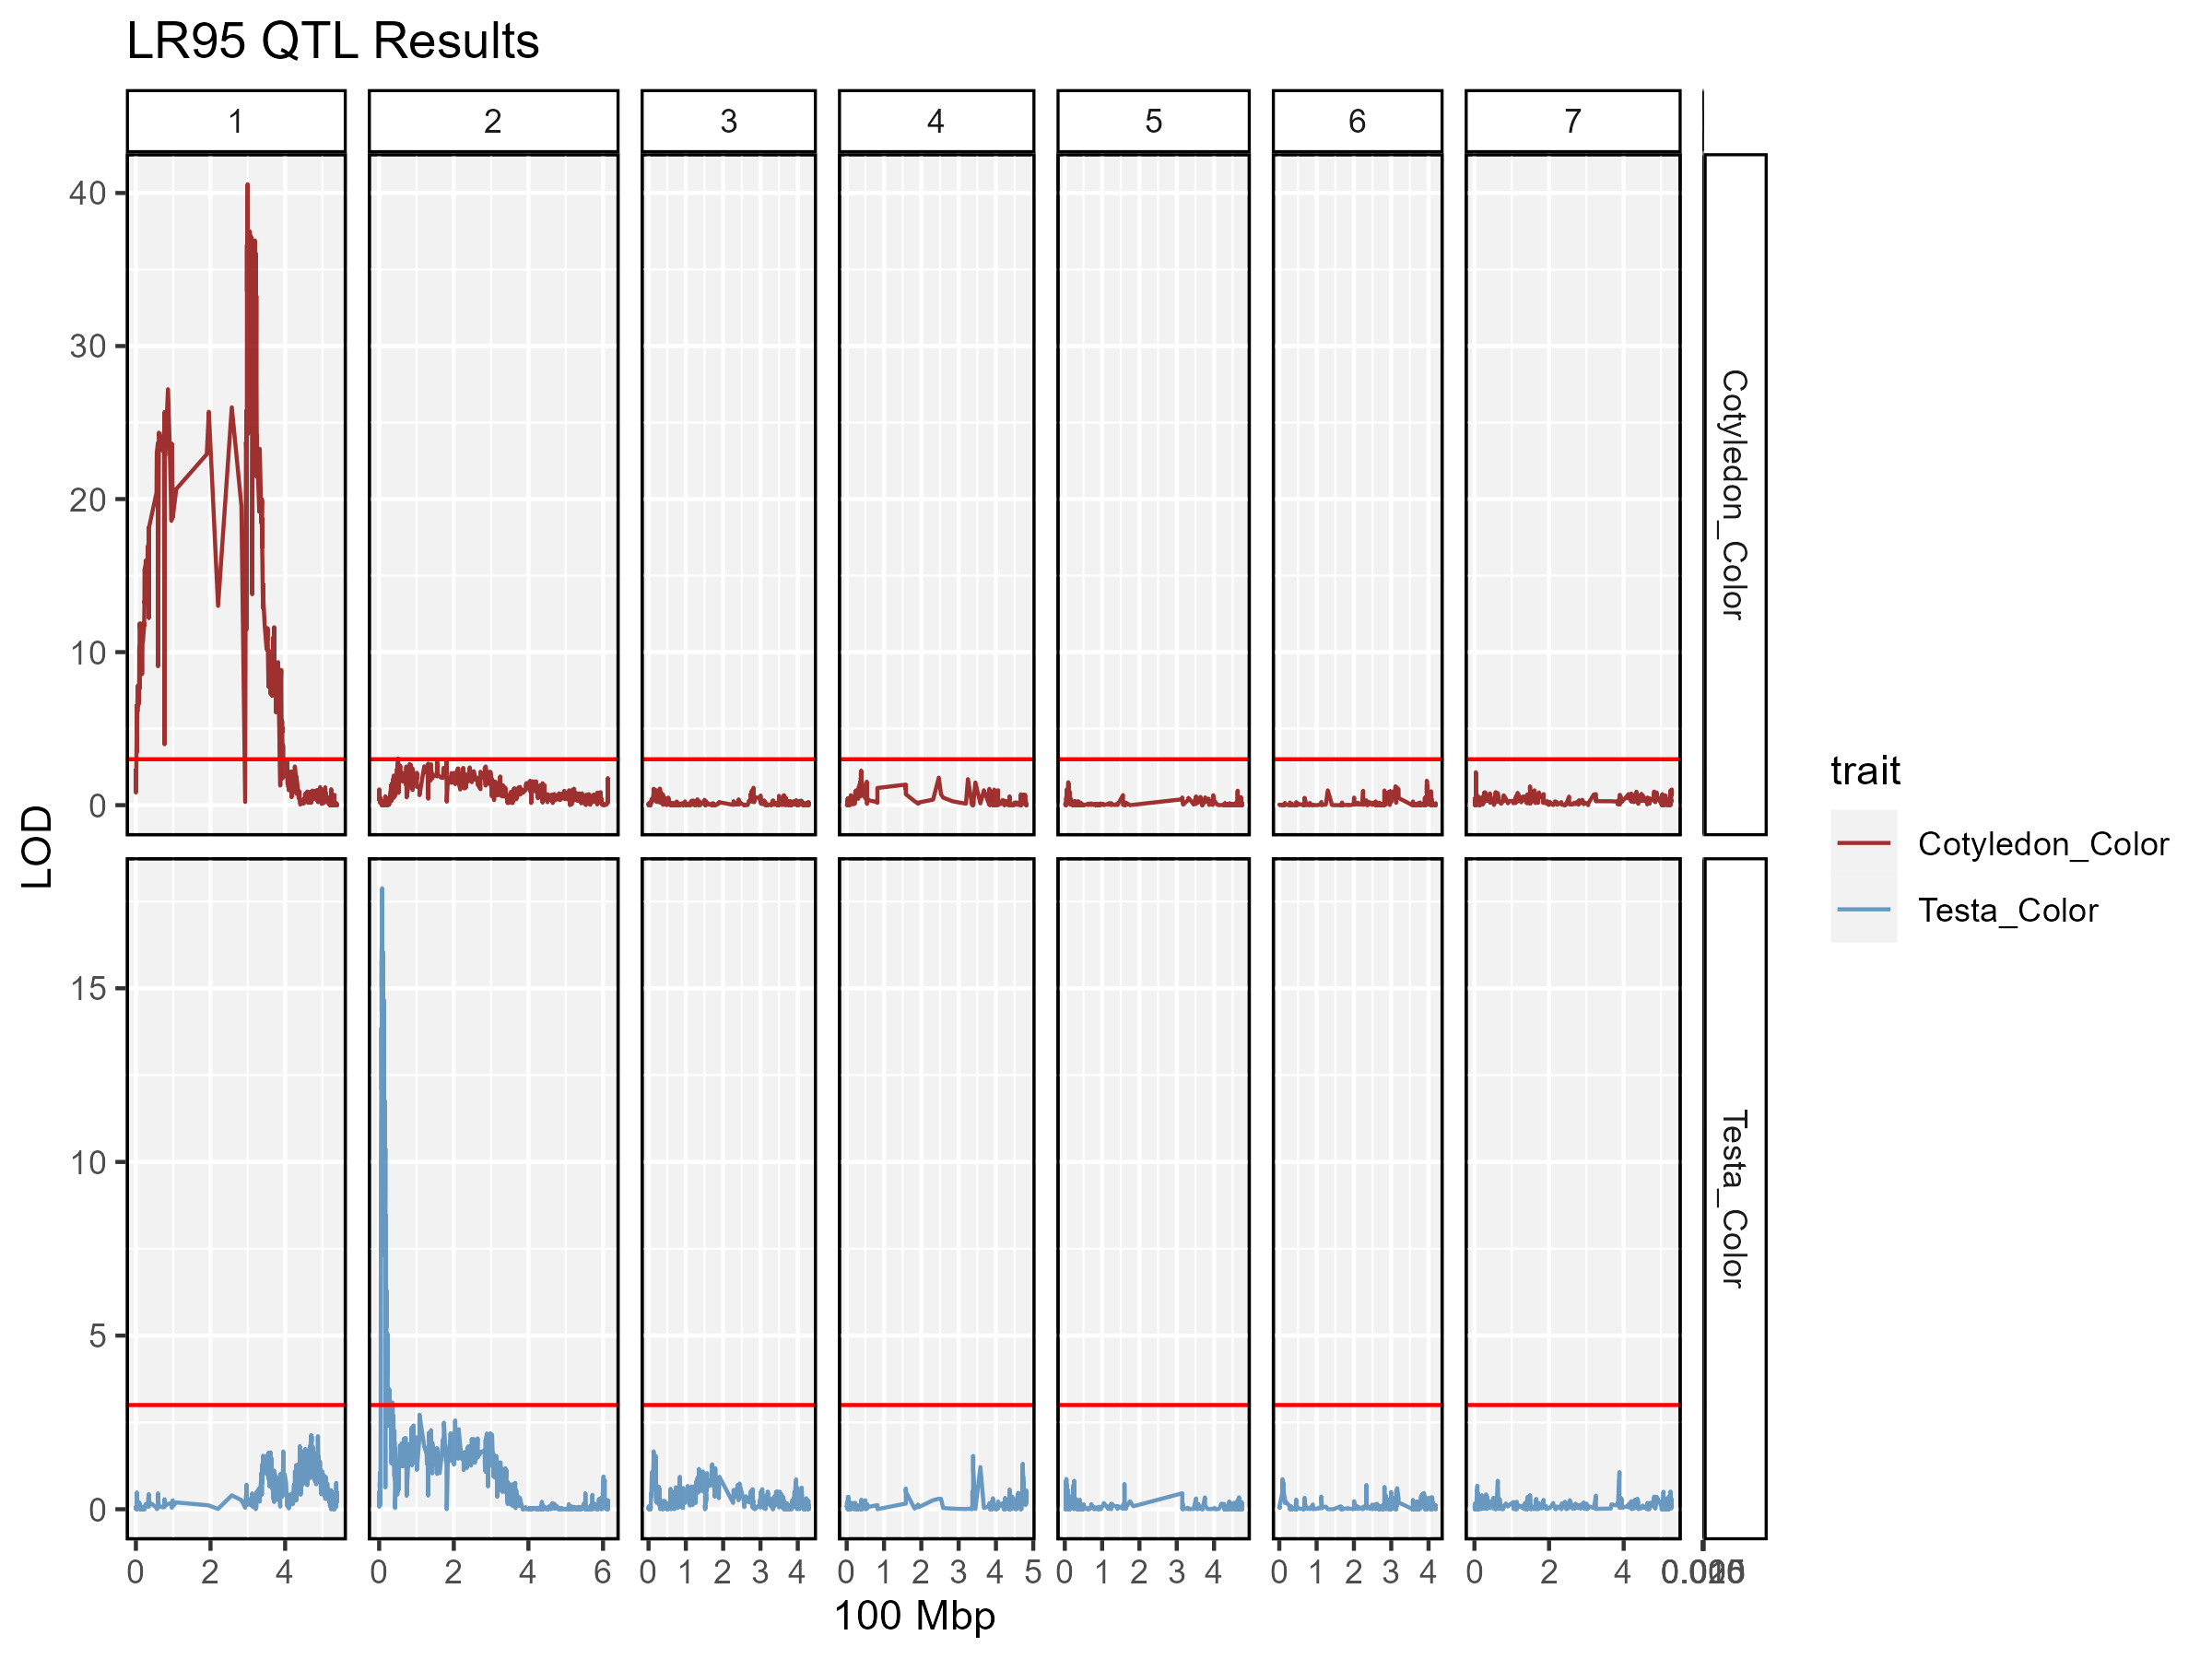 LR95 QTL Results
1 2 3 4 5 6 7
40
30
20
10
0
Cotyledon_Color
LOD
15
10
5
0
Testa_Color
0 2 4 0 2 4 6 0 1 2 3 4 0 1 2 3 4 5 0 1 2 3 4 0 1 2 3 4 0 2 4
100 Mbp
trait
Cotyledon_Color
Testa_Color